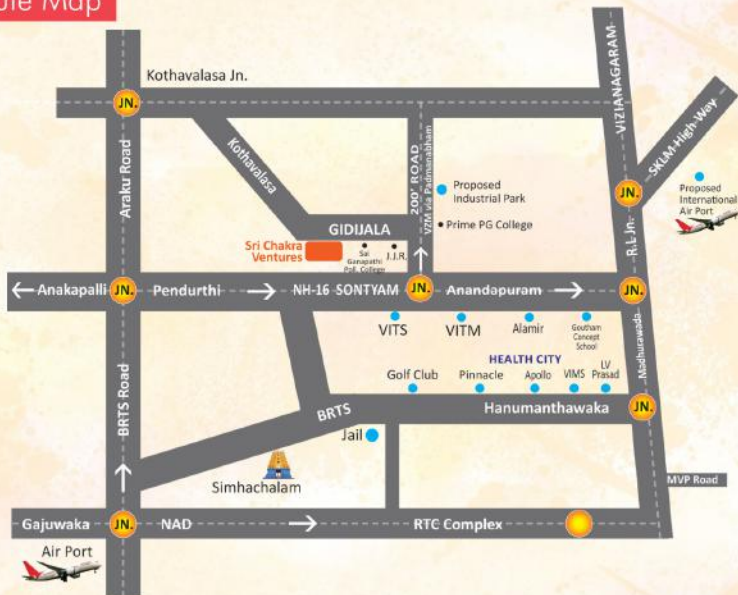 Map
Kothavalasa Jn.
JN.
Araku Road
Kothavalasa
200' ROAD
VZM via Padmanabham
VIZIANAGARAM
SKLM High-Way
JN.
Proposed
Industrial Park
Proposed
International
Air Port
Prime PG College
R.L Jn.
GIDIJALA
Sri Chakra
Ventures
Sai
Ganapathi
Poll. College
J.J.R.
Anakapalli
JN.
Pendurthi
NH-16 SONTYAM
JN.
Anandapuram
JN.
VITS
VITM
Alamir
Goutham
Concept
School
Madhurawada
HEALTH CITY
Golf Club
Pinnacle
Apollo
VIMS
LV
Prasad
BRTS Road
BRTS
Hanumanthawaka
JN.
Jail
Simhachalam
MVP Road
Gajuwaka
JN.
NAD
RTC Complex
Air Port